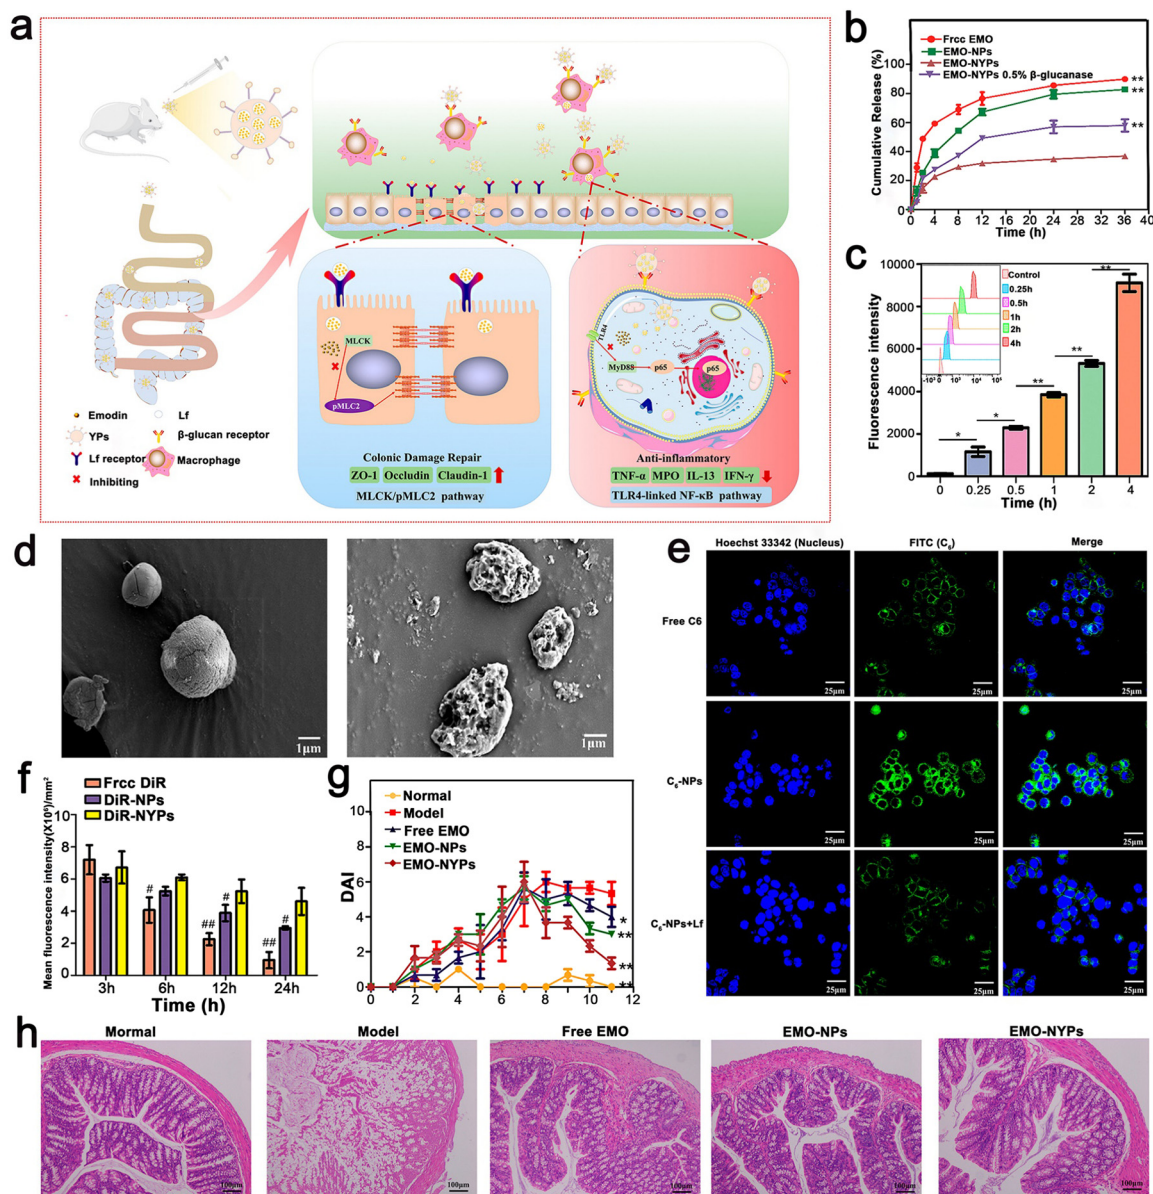 a
Emodin
Lf
YPs
β-glucan receptor
Lf receptor
Macrophage
Inhibiting
MLCK
pMLC2
Colonic Damage Repair
ZO-1 Occludin Claudin-1
MLCK/pMLC2 pathway
TLR4
MyD88
p65
p65
Anti-inflammatory
TNF-α MPO IL-13 IFN-γ
TLR4-linked NF-κB pathway
b
Frcc EMO
EMO-NPs
EMO-NYPs
EMO-NYPs 0.5% β-glucanase
Cumulative Release (%)
100
80
60
40
20
0
**
**
**
0 4 8 12 16 20 24 28 32 36 40
Time (h)
c
Fluorescence intensity
10000
8000
6000
4000
2000
0
Control
0.25h
0.5h
1h
2h
4h
*
*
**
**
**
0 0.25 0.5 1 2 4
Time (h)
d
1μm
1μm
e
Hoechst 33342 (Nucleus) FITC (C6) Merge
Free C6
25μm 25μm 25μm
C6-NPs
25μm 25μm 25μm
C6-NPs+Lf
25μm 25μm 25μm
f
Frcc DiR
DiR-NPs
DiR-NYPs
Mean fluorescence intensity(X10⁶)/mm²
10
8
6
4
2
0
#
##
#
##
#
3h 6h 12h 24h
Time (h)
g
Normal
Model
Free EMO
EMO-NPs
EMO-NYPs
DAI
10
8
6
4
2
0
*
**
**
**
0 2 4 6 8 10 12
Time (h)
h
Mormal Model Free EMO EMO-NPs EMO-NYPs
100μm 100μm 100μm 100μm 100μm